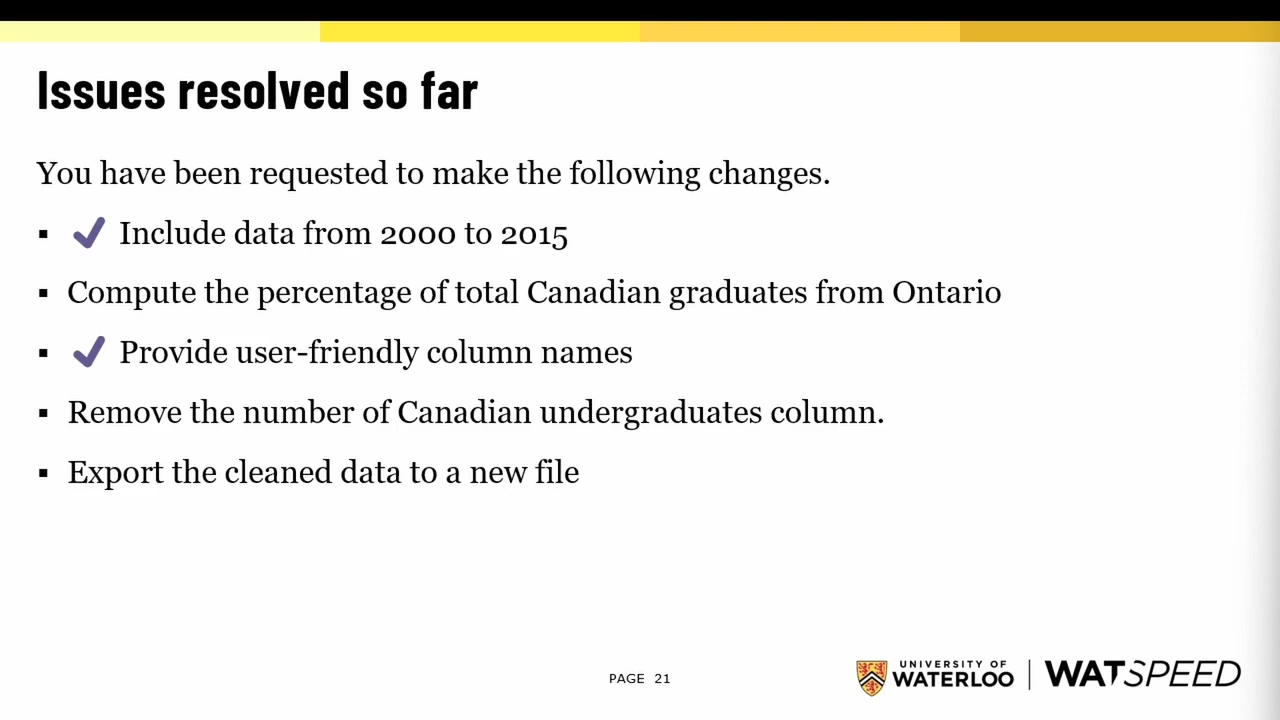 Issues resolved so far
You have been requested to make the following changes.
▪ ✔ Include data from 2000 to 2015
▪ Compute the percentage of total Canadian graduates from Ontario
▪ ✔ Provide user-friendly column names
▪ Remove the number of Canadian undergraduates column.
▪ Export the cleaned data to a new file
PAGE 21
UNIVERSITY OF
WATERLOO
WATSPEED